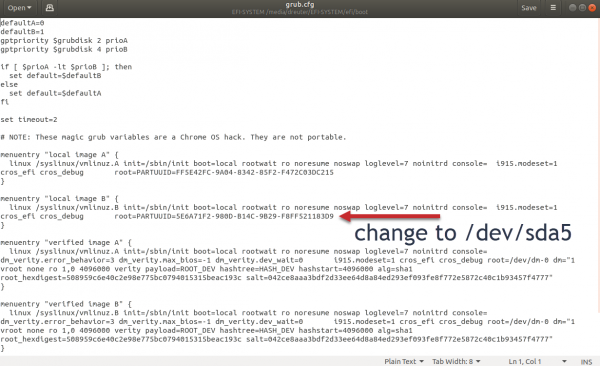 Open
grub.cfg
EFI-SYSTEM /media/dreuter/EFI-SYSTEM/efi/boot
Save
defaultA=0
defaultB=1
gptpriority $grubdisk 2 prioA
gptpriority $grubdisk 4 prioB
if [ $prioA -lt $prioB ]; then
set default=$defaultB
else
set default=$defaultA
fi
set timeout=2
# NOTE: These magic grub variables are a Chrome OS hack. They are not portable.
menuentry "local image A" {
linux /syslinux/vmlinuz.A init=/sbin/init boot=local rootwait ro noresume noswap loglevel=7 noinitrd console= i915.modeset=1
cros_efi cros_debug root=PARTUUID=FF5E42FC-9A04-8342-85F2-F472C03DC215
}
menuentry "local image B" {
linux /syslinux/vmlinuz.B init=/sbin/init boot=local rootwait ro noresume noswap loglevel=7 noinitrd console= i915.modeset=1
cros_efi cros_debug root=PARTUUID=5E6A71F2-980D-B14C-9B29-F8FF521183D9
change to /dev/sda5
}
menuentry "verified image A" {
linux /syslinux/vmlinuz.A init=/sbin/init boot=local rootwait ro noresume noswap loglevel=7 noinitrd console=
dm_verity.error_behavior=3 dm_verity.max_bios=-1 dm_verity.dev_wait=0 i915.modeset=1 cros_efi cros_debug root=/dev/dm-0 dm="1
vroot none ro 1,0 4096000 verity payload=ROOT_DEV hashtree=HASH_DEV hashstart=4096000 alg=sha1
root_hexdigest=508959c6e40c2e98e775bc0794015315beac193c salt=042ce8aaa3bdf2d33ee64d8a84ed293ef093fe8f772e5872c40c1b93457f4777"
}
menuentry "verified image B" {
linux /syslinux/vmlinuz.B init=/sbin/init boot=local rootwait ro noresume noswap loglevel=7 noinitrd console=
dm_verity.error_behavior=3 dm_verity.max_bios=-1 dm_verity.dev_wait=0 i915.modeset=1 cros_efi cros_debug root=/dev/dm-0 dm="1
vroot none ro 1,0 4096000 verity payload=ROOT_DEV hashtree=HASH_DEV hashstart=4096000 alg=sha1
root_hexdigest=508959c6e40c2e98e775bc0794015315beac193c salt=042ce8aaa3bdf2d33ee64d8a84ed293ef093fe8f772e5872c40c1b93457f4777"
}
Plain Text Tab Width: 8 Ln 1, Col 1 INS